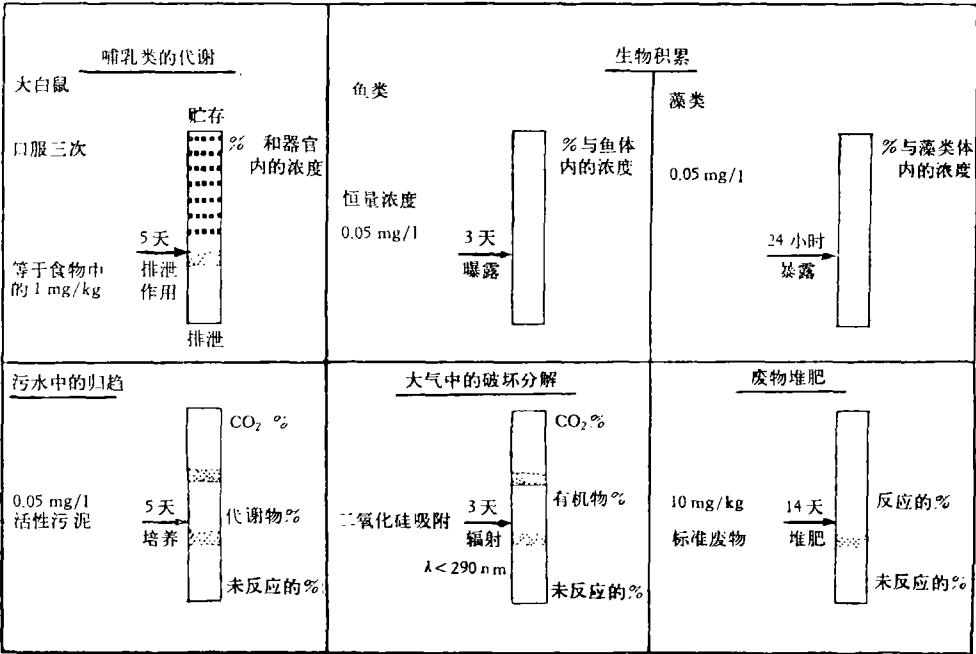 哺乳类的代谢
大白鼠
贮存
口服三次
% 和器官
内的浓度
5天
排泄
作用
等于食物中
的1 mg/kg
排泄
生物积累
鱼类
%与鱼体
内的浓度
恒量浓度
0.05 mg/l
3天
曝露
藻类
%与藻类体
内的浓度
0.05 mg/l
24小时
暴露
污水中的归趋
CO₂ %
0.05 mg/l
活性污泥
5天
培养
代谢物%
未反应的%
大气中的破坏分解
CO₂%
有机物%
二氧化硅吸附
3天
辐射
λ<290 nm
未反应的%
废物堆肥
10 mg/kg
标准废物
14天
堆肥
反应的%
未反应的%